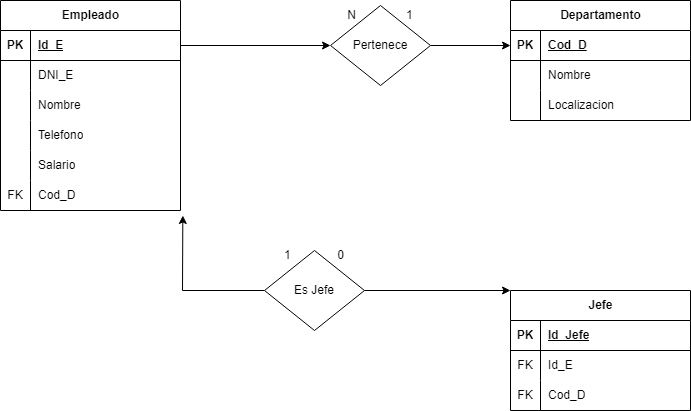 Empleado
PK Id_E
DNI_E
Nombre
Telefono
Salario
FK Cod_D
N 1
Pertenece
Departamento
PK Cod_D
Nombre
Localizacion
1 0
Es Jefe
Jefe
PK Id_Jefe
FK Id_E
FK Cod_D